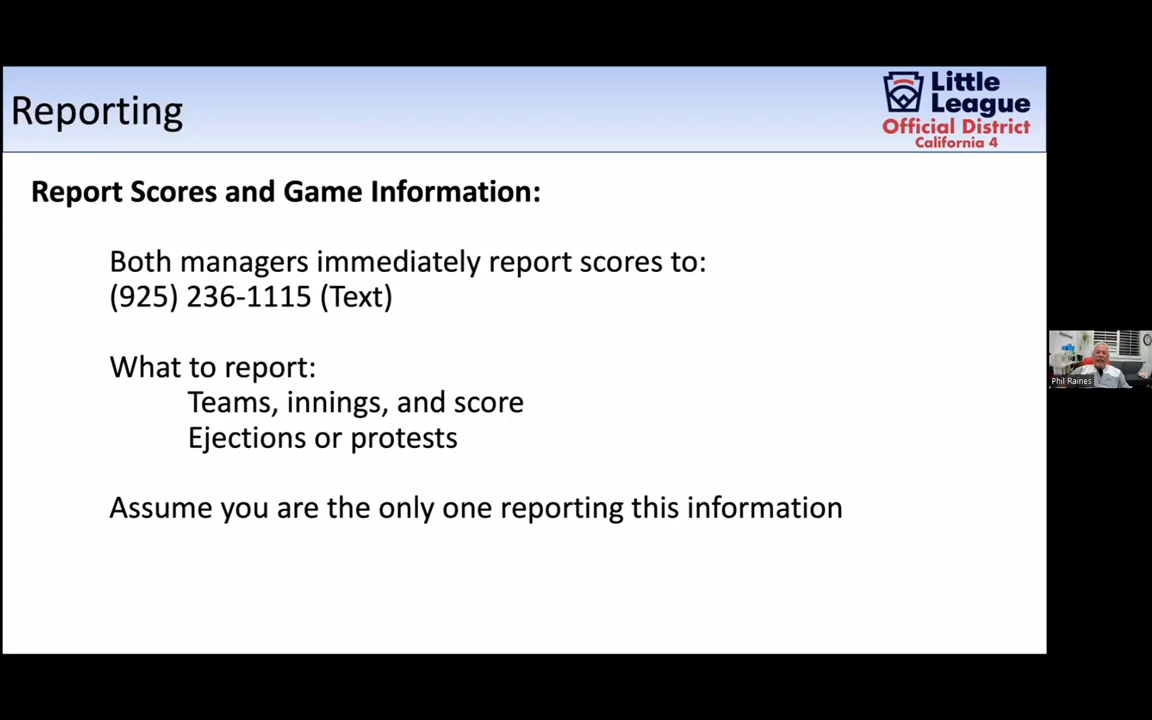 Reporting
Little
League
Official District
California 4
Report Scores and Game Information:
Both managers immediately report scores to:
(925) 236-1115 (Text)
What to report:
Teams, innings, and score
Ejections or protests
Assume you are the only one reporting this information
Phil Raines